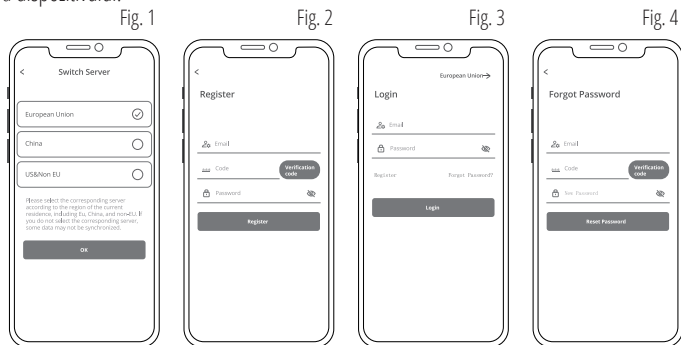 Fig. 1
Fig. 2
Fig. 3
Fig. 4
< Switch Server
European Union
China
US&Non EU
Please select the corresponding server
according to the region of the current
residence, including Eu, China, and non-EU. If
you do not select the corresponding server,
some data may not be synchronized.
OK
<
Register
Email
Code
Verification
code
Password
Register
European Union→
Login
Email
Password
Register Forgot Password?
Login
<
Forgot Password
Email
Code
Verification
code
Password
Reset Password